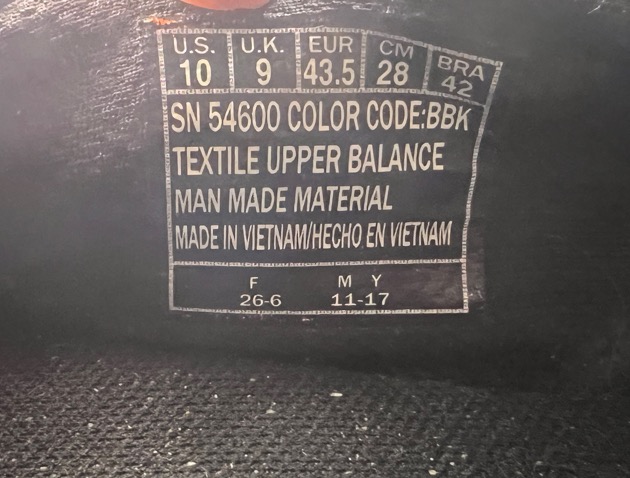 U.S. U.K. EUR CM BRA
10 9 43.5 28 42
SN 54600 COLOR CODE:BBK
TEXTILE UPPER BALANCE
MAN MADE MATERIAL
MADE IN VIETNAM/HECHO EN VIETNAM
F M Y
26-6 11-17